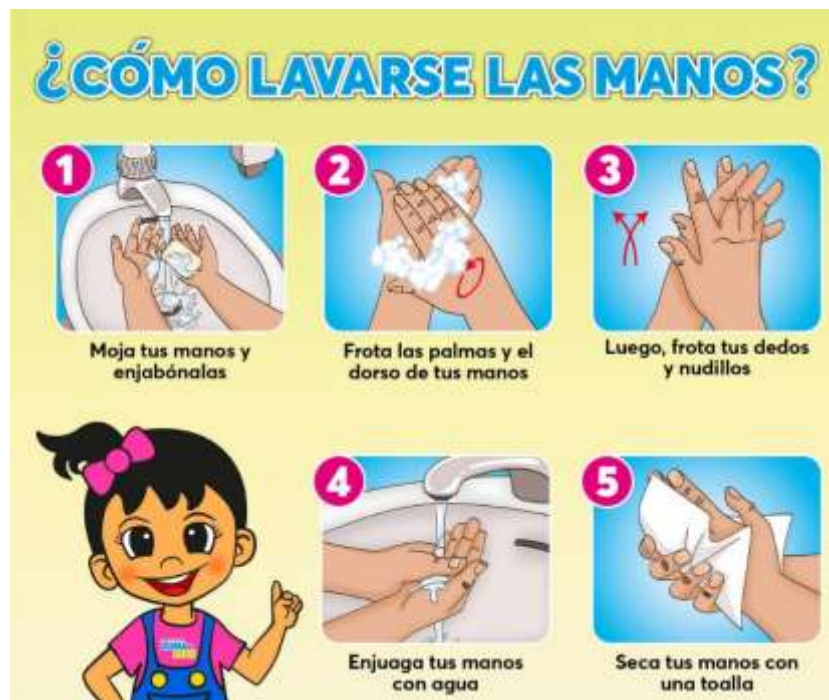 ¿CÓMO LAVARSE LAS MANOS?
1
Moja tus manos y
enjabónalas
2
Frota las palmas y el
dorso de tus manos
3
Luego, frota tus dedos
y nudillos
4
Enjuaga tus manos
con agua
5
Seca tus manos con
una toalla